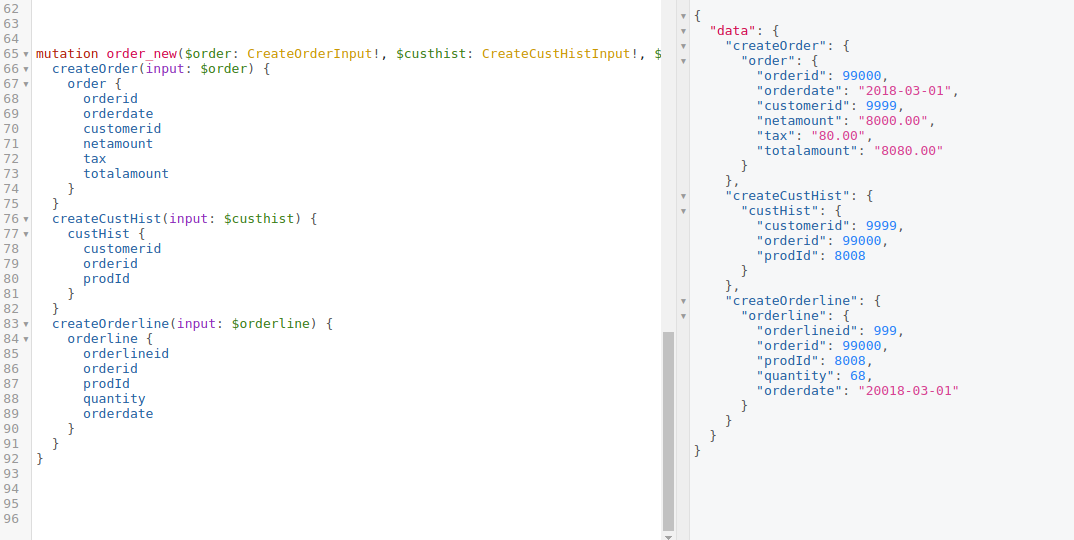 62
63
64
65 mutation order_new($order: CreateOrderInput!, $custhist: CreateCustHistInput!, $
66 createOrder(input: $order) {
67 order {
68 orderid
69 orderdate
70 customerid
71 netamount
72 tax
73 totalamount
74 }
75 }
76 createCustHist(input: $custhist) {
77 custHist {
78 customerid
79 orderid
80 prodId
81 }
82 }
83 createOrderline(input: $orderline) {
84 orderline {
85 orderlineid
86 orderid
87 prodId
88 quantity
89 orderdate
90 }
91 }
92 }
93
94
95
96
{
"data": {
"createOrder": {
"order": {
"orderid": 99000,
"orderdate": "2018-03-01",
"customerid": 9999,
"netamount": "8000.00",
"tax": "80.00",
"totalamount": "8080.00"
}
},
"createCustHist": {
"custHist": {
"customerid": 9999,
"orderid": 99000,
"prodId": 8008
}
},
"createOrderline": {
"orderline": {
"orderlineid": 999,
"orderid": 99000,
"prodId": 8008,
"quantity": 68,
"orderdate": "20018-03-01"
}
}
}
}